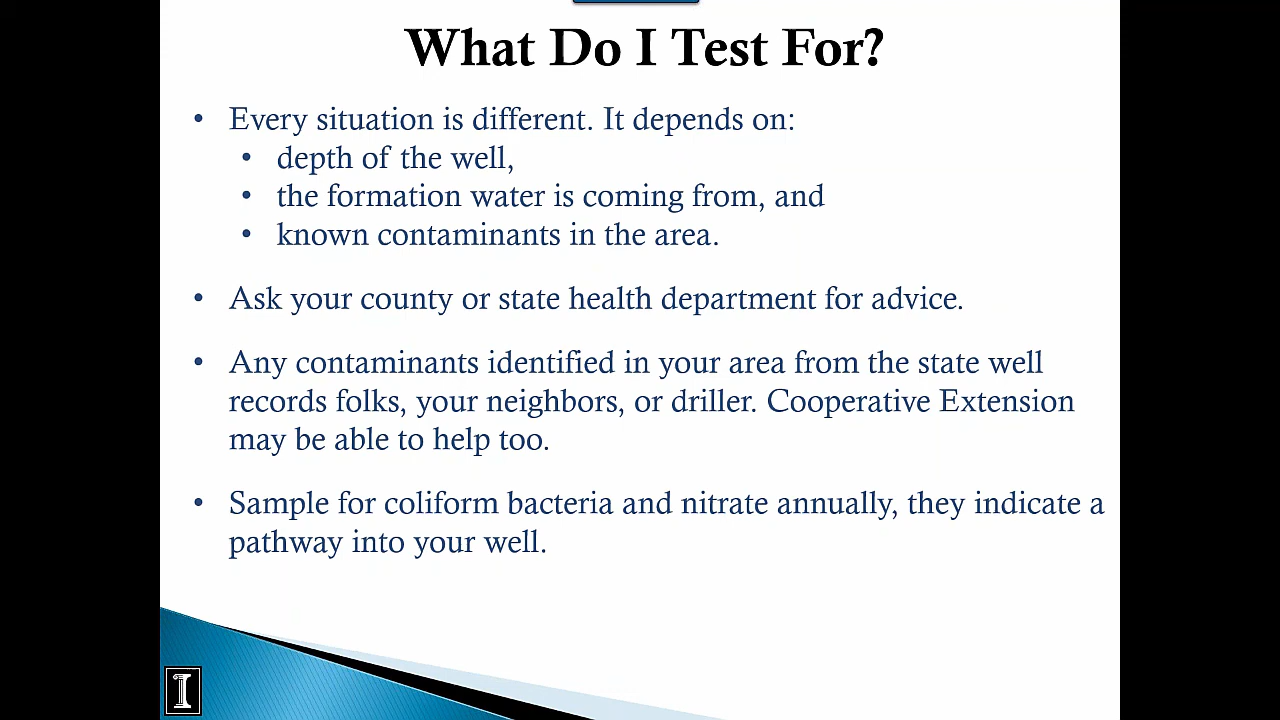 What Do I Test For?
• Every situation is different. It depends on:
• depth of the well,
• the formation water is coming from, and
• known contaminants in the area.
• Ask your county or state health department for advice.
• Any contaminants identified in your area from the state well
records folks, your neighbors, or driller. Cooperative Extension
may be able to help too.
• Sample for coliform bacteria and nitrate annually, they indicate a
pathway into your well.
I